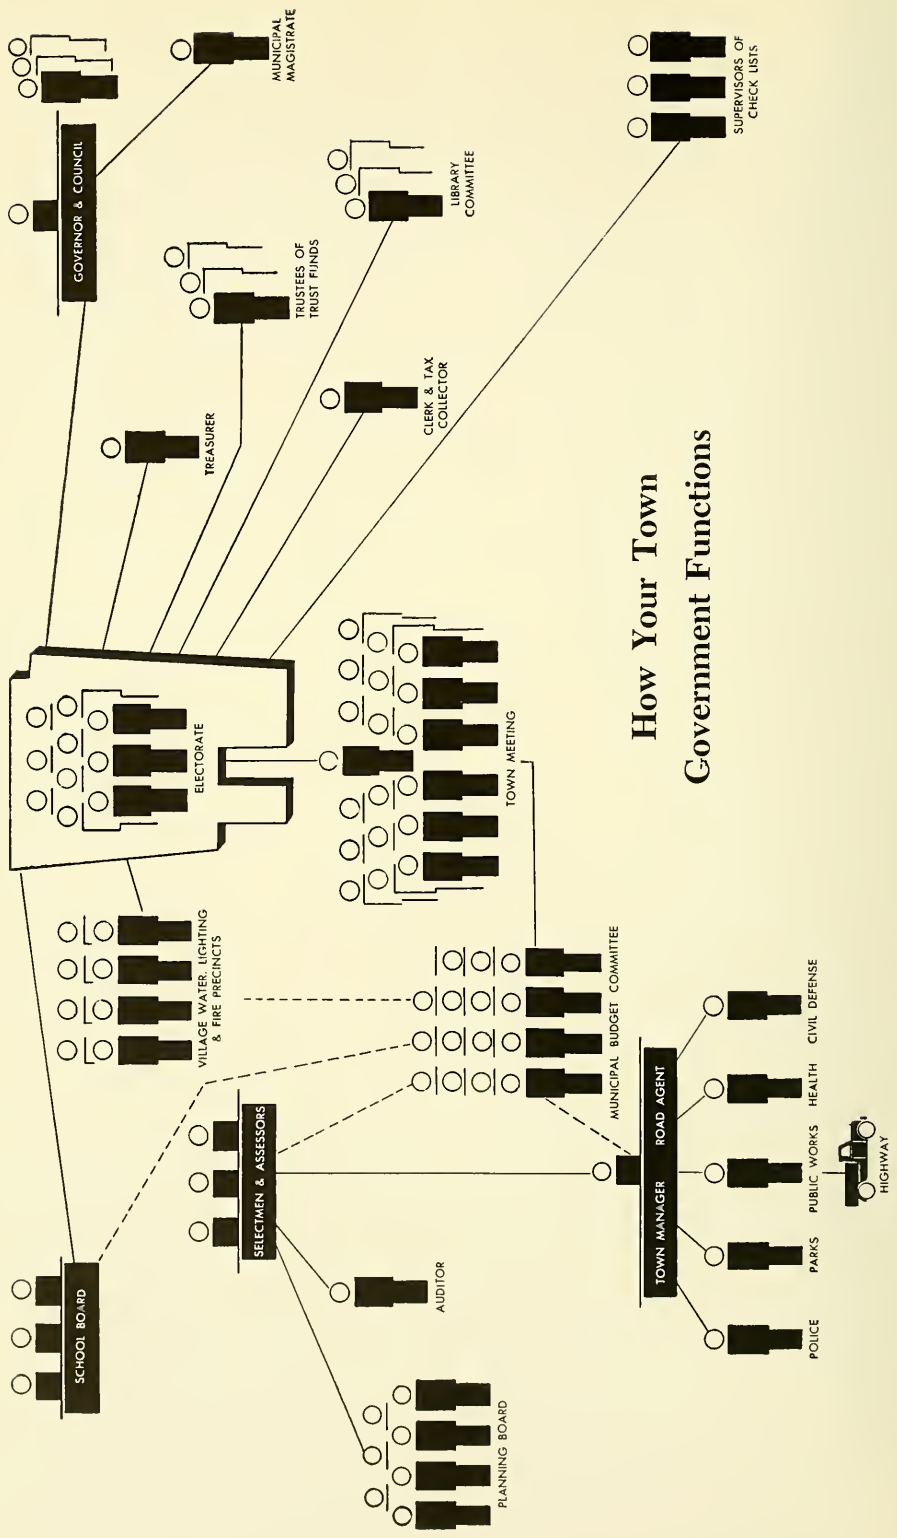 How Your Town
Government Functions
SCHOOL BOARD
ELECTORATE
GOVERNOR & COUNCIL
MUNICIPAL
MAGISTRATE
VILLAGE WATER, LIGHTING
& FIRE PRECINCTS
TREASURER
TRUSTEES OF
TRUST FUNDS
SELECTMEN & ASSESSORS
LIBRARY
COMMITTEE
CLERK & TAX
COLLECTOR
AUDITOR
TOWN MEETING
PLANNING BOARD
MUNICIPAL BUDGET COMMITTEE
SUPERVISORS OF
CHECK LISTS
TOWN MANAGER ROAD AGENT
POLICE
PARKS
PUBLIC WORKS
HEALTH
CIVIL DEFENSE
HIGHWAY